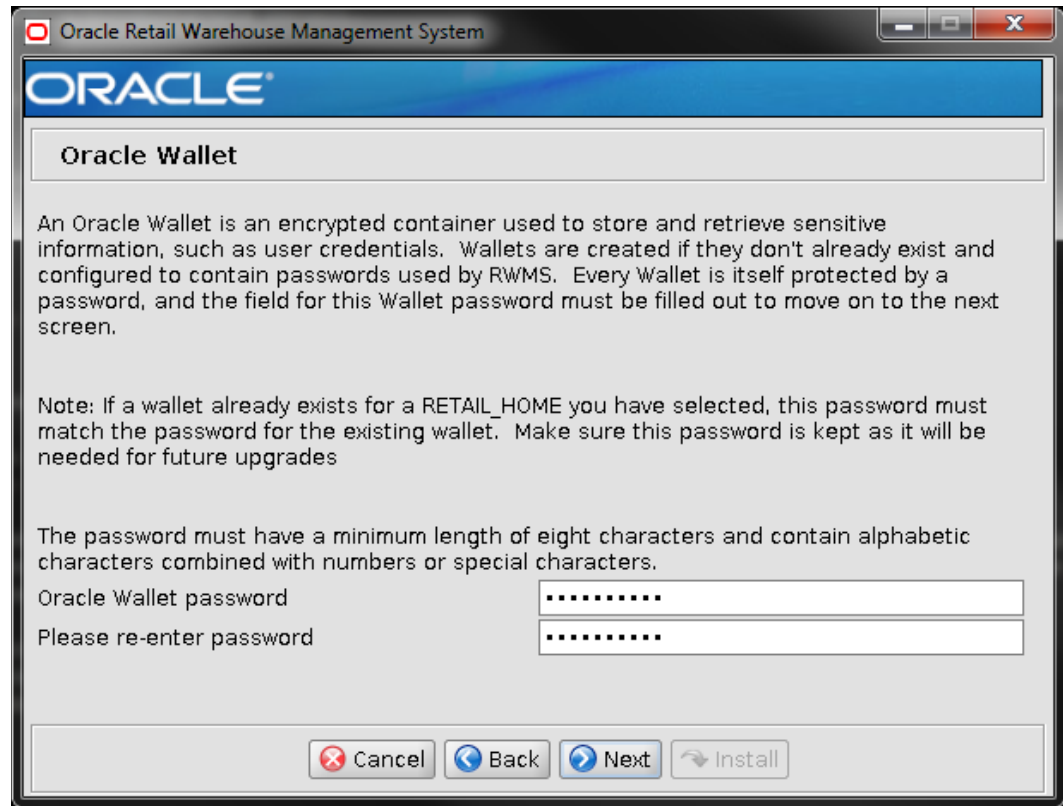 Oracle Retail Warehouse Management System
ORACLE
Oracle Wallet
An Oracle Wallet is an encrypted container used to store and retrieve sensitive
information, such as user credentials.  Wallets are created if they don't already exist and
configured to contain passwords used by RWMS.  Every Wallet is itself protected by a
password, and the field for this Wallet password must be filled out to move on to the next
screen.
Note: If a wallet already exists for a RETAIL_HOME you have selected, this password must
match the password for the existing wallet.  Make sure this password is kept as it will be
needed for future upgrades
The password must have a minimum length of eight characters and contain alphabetic
characters combined with numbers or special characters.
Oracle Wallet password ••••••••••
Please re-enter password ••••••••••
Cancel Back Next Install